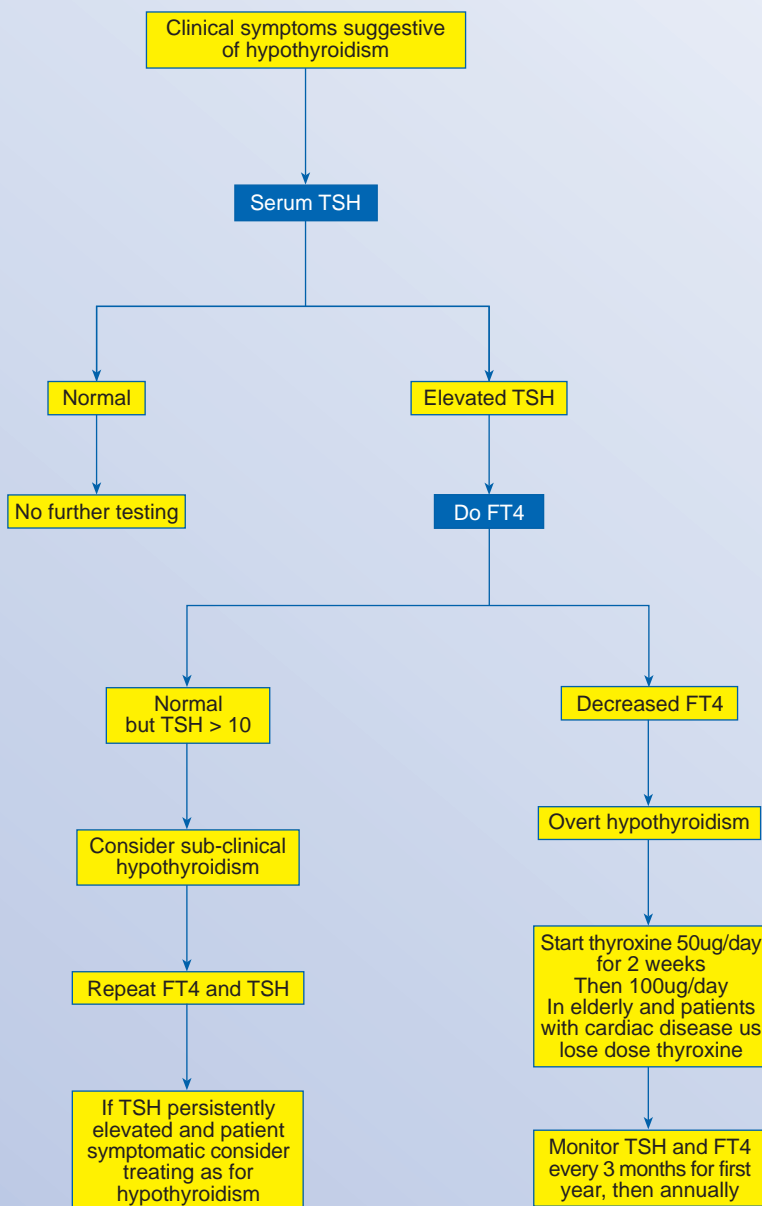 Clinical symptoms suggestive
of hypothyroidism
Serum TSH
Normal
Elevated TSH
No further testing
Do FT4
Normal
but TSH > 10
Decreased FT4
Consider sub-clinical
hypothyroidism
Overt hypothyroidism
Repeat FT4 and TSH
Start thyroxine 50ug/day
for 2 weeks
Then 100ug/day
In elderly and patients
with cardiac disease us
lose dose thyroxine
If TSH persistently
elevated and patient
symptomatic consider
treating as for
hypothyroidism
Monitor TSH and FT4
every 3 months for first
year, then annually